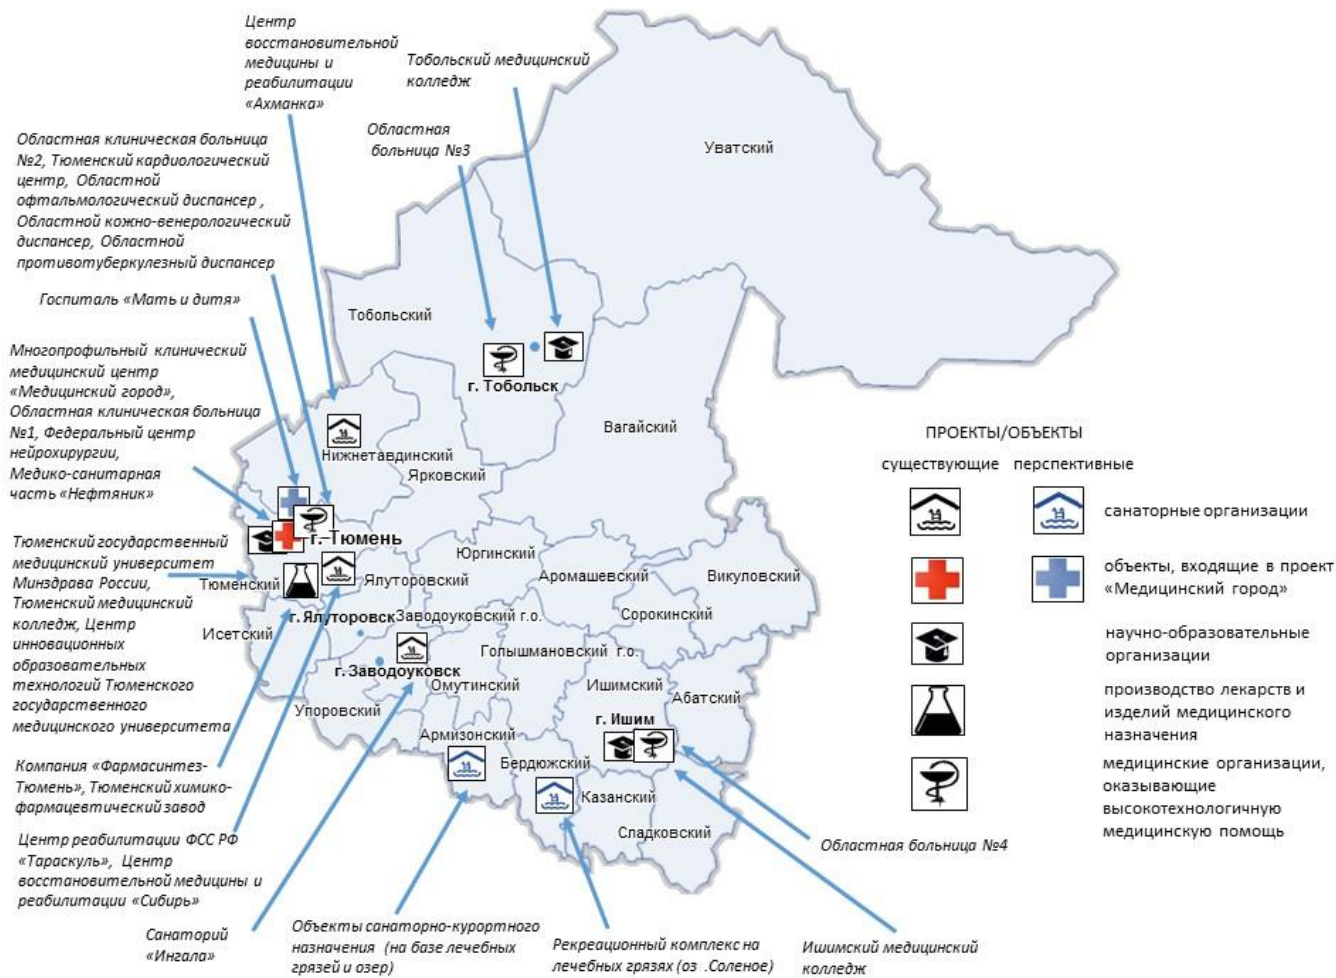 Центр
восстановительной
медицины и
реабилитации
«Ахманка»
Тобольский медицинский
колледж
Областная
больница №3
Областная клиническая больница
№2, Тюменский кардиологический
центр, Областной
офтальмологический диспансер ,
Областной кожно-венерологический
диспансер, Областной
противотуберкулезный диспансер
Госпиталь «Мать и дитя»
Многопрофильный клинический
медицинский центр
«Медицинский город»,
Областная клиническая больница
№1, Федеральный центр
нейрохирургии,
Медико-санитарная
часть «Нефтяник»
Тюменский государственный
медицинский университет
Минздрава России,
Тюменский медицинский
колледж, Центр
инновационных
образовательных
технологий Тюменского
государственного
медицинского университета
Компания «Фармасинтез-
Тюмень», Тюменский химико-
фармацевтический завод
Центр реабилитации ФСС РФ
«Тараскуль», Центр
восстановительной медицины и
реабилитации «Сибирь»
Санаторий
«Ингала»
Объекты санаторно-курортного
назначения (на базе лечебных
грязей и озер)
Рекреационный комплекс на
лечебных грязях (оз .Соленое)
Ишимский медицинский
колледж
Областная больница №4
Уватский
Тобольский
г. Тобольск
Вагайский
Нижнетавдинский
Ярковский
г. Тюмень
Тюменский
Юргинский
Ялуторовский
Аромашевский
Викуловский
Сорокинский
Исетский
г. Ялуторовск
Заводоуковский г.о.
Голышмановский г.о.
г. Заводоуковск
Омутинский
Ишимский
Абатский
Упоровский
Армизонский
г. Ишим
Бердюжский
Казанский
Сладковский
ПРОЕКТЫ/ОБЪЕКТЫ
существующие перспективные
санаторные организации
объекты, входящие в проект
«Медицинский город»
научно-образовательные
организации
производство лекарств и
изделий медицинского
назначения
медицинские организации,
оказывающие
высокотехнологичную
медицинскую помощь